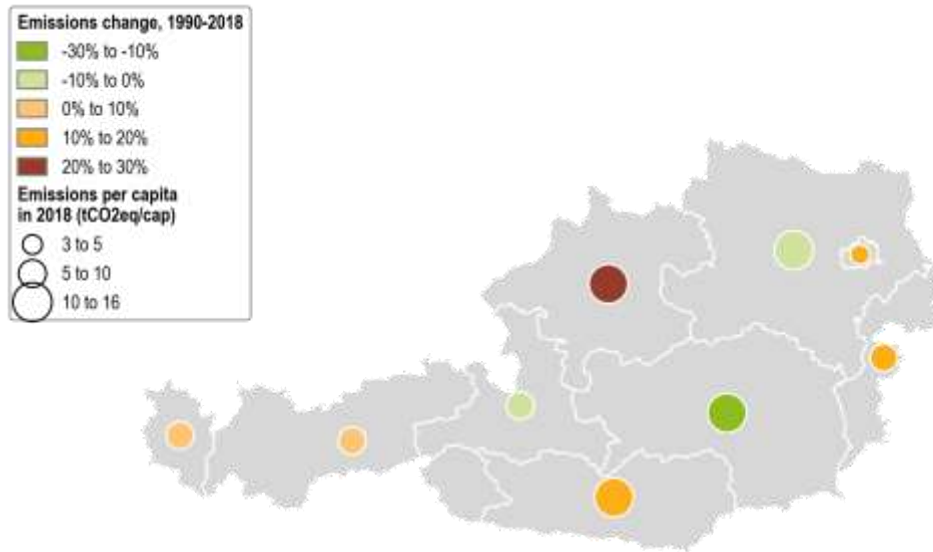 Emissions change, 1990-2018
-30% to -10%
-10% to 0%
0% to 10%
10% to 20%
20% to 30%
Emissions per capita
in 2018 (tCO2eq/cap)
3 to 5
5 to 10
10 to 16